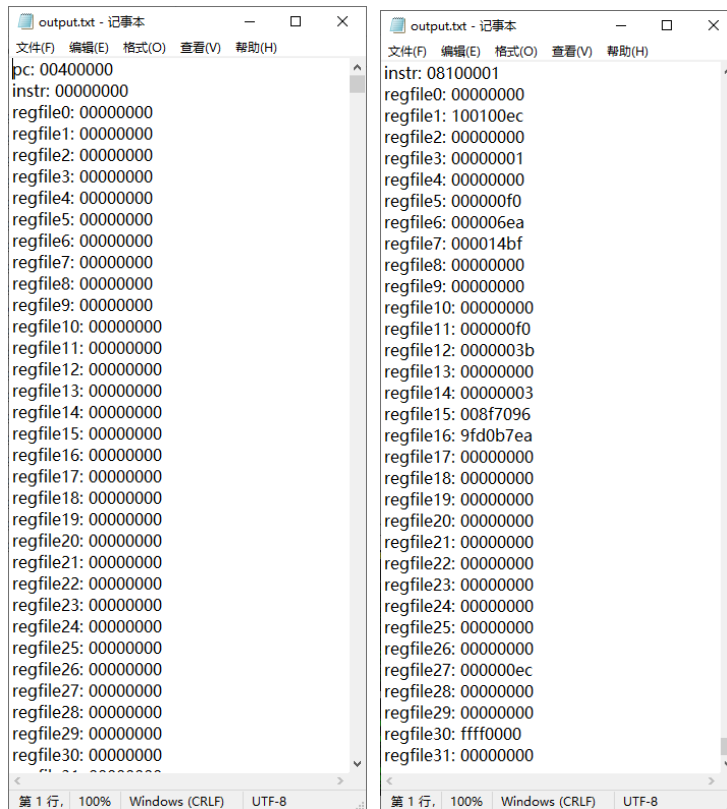 output.txt - 记事本
文件(F) 编辑(E) 格式(O) 查看(V) 帮助(H)
pc: 00400000
instr: 00000000
regfile0: 00000000
regfile1: 00000000
regfile2: 00000000
regfile3: 00000000
regfile4: 00000000
regfile5: 00000000
regfile6: 00000000
regfile7: 00000000
regfile8: 00000000
regfile9: 00000000
regfile10: 00000000
regfile11: 00000000
regfile12: 00000000
regfile13: 00000000
regfile14: 00000000
regfile15: 00000000
regfile16: 00000000
regfile17: 00000000
regfile18: 00000000
regfile19: 00000000
regfile20: 00000000
regfile21: 00000000
regfile22: 00000000
regfile23: 00000000
regfile24: 00000000
regfile25: 00000000
regfile26: 00000000
regfile27: 00000000
regfile28: 00000000
regfile29: 00000000
regfile30: 00000000
第 1 行, 100% Windows (CRLF) UTF-8
output.txt - 记事本
文件(F) 编辑(E) 格式(O) 查看(V) 帮助(H)
instr: 08100001
regfile0: 00000000
regfile1: 100100ec
regfile2: 00000000
regfile3: 00000001
regfile4: 00000000
regfile5: 000000f0
regfile6: 000006ea
regfile7: 000014bf
regfile8: 00000000
regfile9: 00000000
regfile10: 00000000
regfile11: 000000f0
regfile12: 0000003b
regfile13: 00000000
regfile14: 00000003
regfile15: 008f7096
regfile16: 9fd0b7ea
regfile17: 00000000
regfile18: 00000000
regfile19: 00000000
regfile20: 00000000
regfile21: 00000000
regfile22: 00000000
regfile23: 00000000
regfile24: 00000000
regfile25: 00000000
regfile26: 00000000
regfile27: 000000ec
regfile28: 00000000
regfile29: 00000000
regfile30: ffff0000
regfile31: 00000000
第 1 行, 100% Windows (CRLF) UTF-8